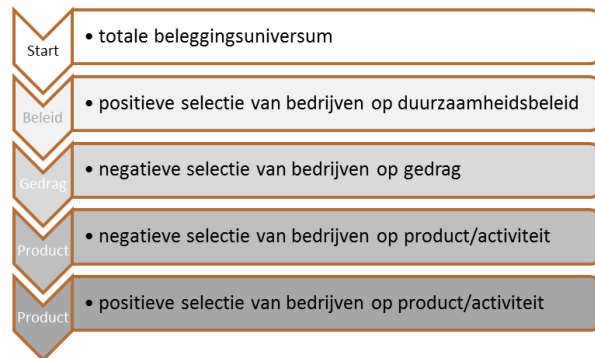 Start
• totale beleggingsuniversum
Beleid
• positieve selectie van bedrijven op duurzaamheidsbeleid
Gedrag
• negatieve selectie van bedrijven op gedrag
Product
• negatieve selectie van bedrijven op product/activiteit
Product
• positieve selectie van bedrijven op product/activiteit